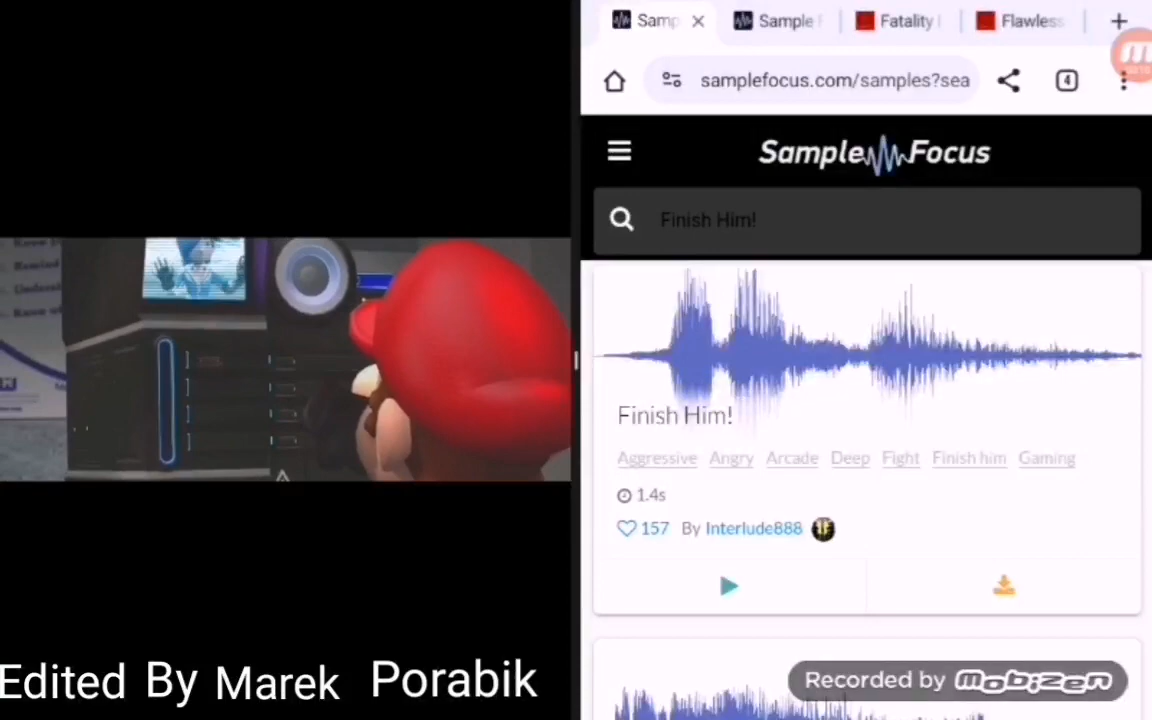 Samp
Sample
Fatality
Flawless
samplefocus.com/samples?sea
4
Sample Focus
Finish Him!
Finish Him!
Aggressive Angry Arcade Deep Fight Finish him Gaming
1.4s
157 By Interlude888
Edited By Marek Porabik
Recorded by mobizen